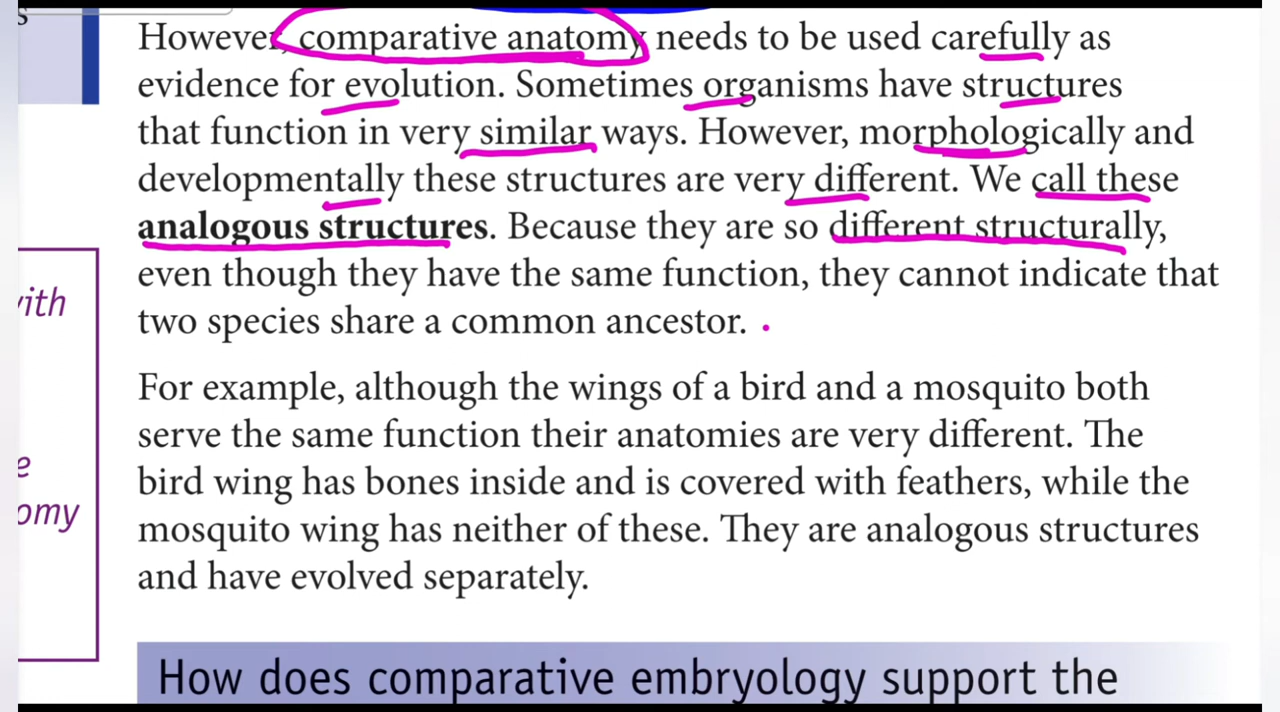 s
However, comparative anatomy needs to be used carefully as
evidence for evolution. Sometimes organisms have structures
that function in very similar ways. However, morphologically and
developmentally these structures are very different. We call these
analogous structures. Because they are so different structurally,
even though they have the same function, they cannot indicate that
two species share a common ancestor.
with
For example, although the wings of a bird and a mosquito both
serve the same function their anatomies are very different. The
bird wing has bones inside and is covered with feathers, while the
mosquito wing has neither of these. They are analogous structures
and have evolved separately.
e
omy
How does comparative embryology support the